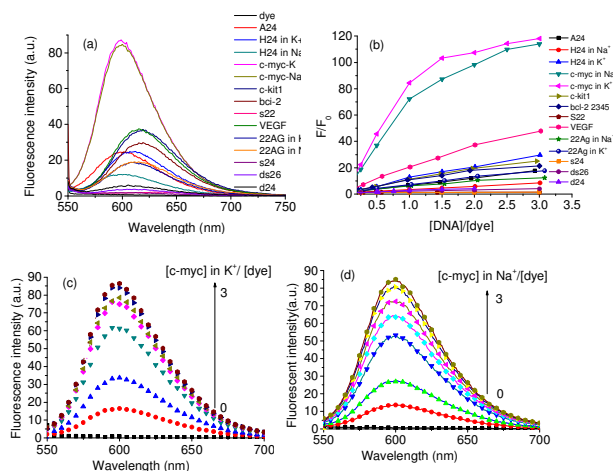 (a)
Fluorescence intensity (a.u.)
90
80
70
60
50
40
30
20
10
0
550
600
650
700
750
Wavelength (nm)
dye
A24
H24 in K+
H24 in Na
c-myc-K
c-myc-Na
c-kit1
bci-2
s22
VEGF
22AG in K
22AG in N
s24
ds26
d24
(b)
F/F0
120
100
80
60
40
20
0
0.5
1.0
1.5
2.0
2.5
3.0
3.5
[DNA]/[dye]
A24
H24 in Na+
H24 in K+
c-myc in Na
c-myc in K+
c-kit1
bcl-2 2345
S22
VEGF
22Ag in Na
22Ag in K+
s24
ds26
d24
(c)
[c-myc] in K+/ [dye]
3
0
Fluorescence intensity(a.u.)
90
80
70
60
50
40
30
20
10
0
550
600
650
700
Wavelength (nm)
(d)
[c-myc] in Na+/[dye]
3
0
Fluorescent intensity(a.u.)
90
80
70
60
50
40
30
20
10
0
550
600
650
700
Wavelength (nm)